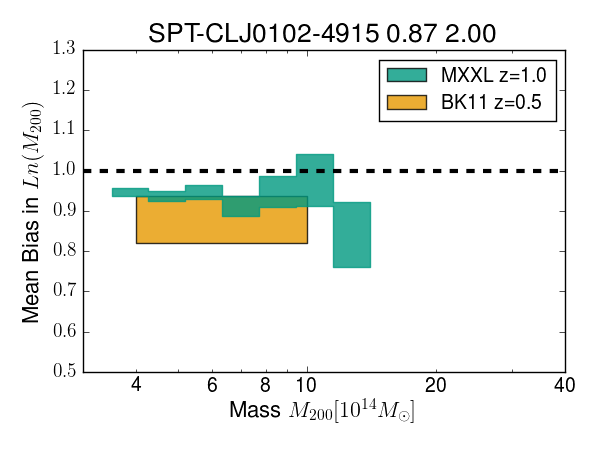 SPT-CLJ0102-4915 0.87 2.00
MXXL z=1.0
BK11 z=0.5
Mean Bias in Ln(M₂₀₀)
1.3
1.2
1.1
1.0
0.9
0.8
0.7
0.6
0.5
4 6 8 10 20 40
Mass M₂₀₀[10¹⁴M☉]